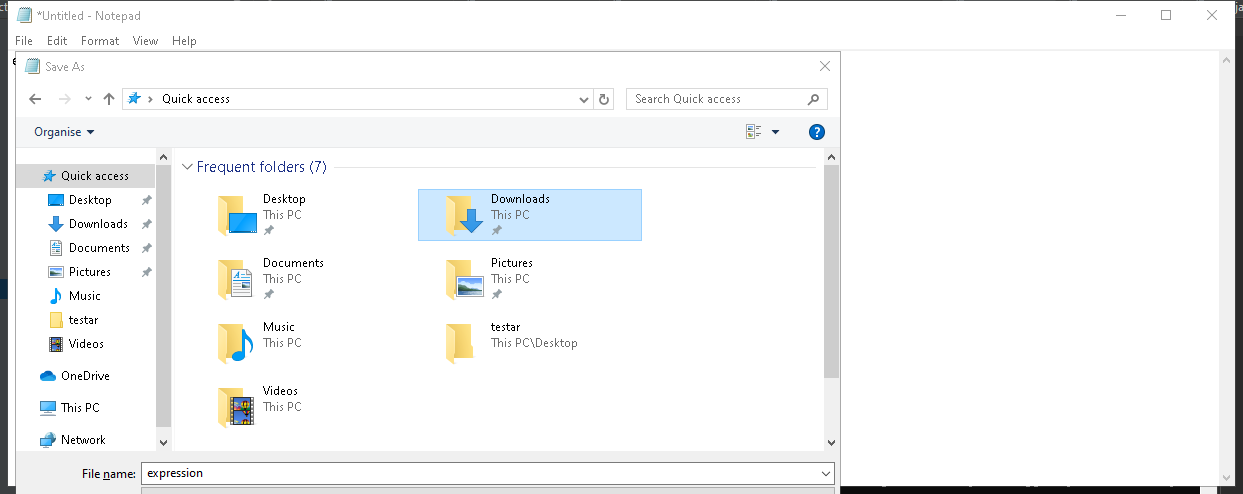 *Untitled - Notepad
File Edit Format View Help
Save As
Quick access
Search Quick access
Organise
Quick access
Desktop
Downloads
Documents
Pictures
Music
testar
Videos
OneDrive
This PC
Network
Frequent folders (7)
Desktop
This PC
Downloads
This PC
Documents
This PC
Pictures
This PC
Music
This PC
testar
This PC\Desktop
Videos
This PC
File name: expression